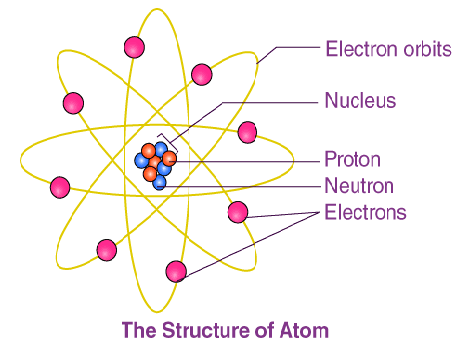 Electron orbits
Nucleus
Proton
Neutron
Electrons
The Structure of Atom